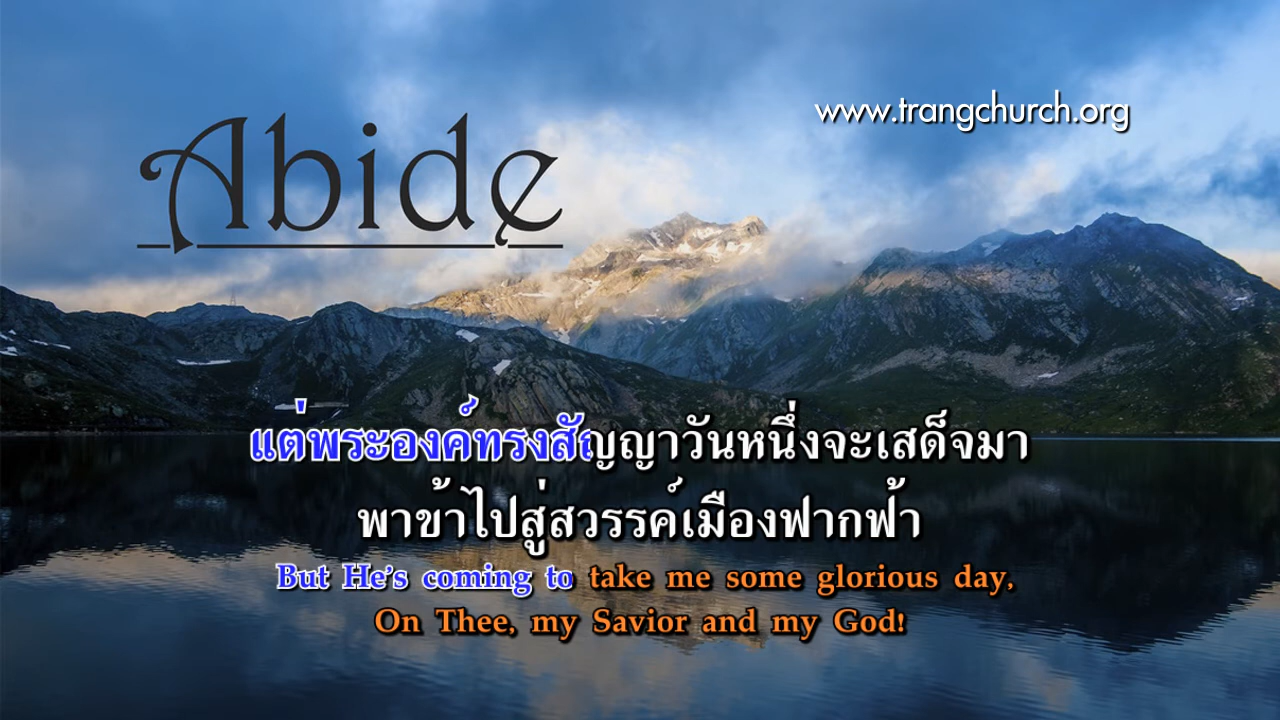 www.trangchurch.org
Abide
แต่พระองค์ทรงสัญญาวันหนึ่งจะเสด็จมา
พาข้าไปสู่สวรรค์เมืองฟากฟ้า
But He's coming to take me some glorious day,
On Thee, my Savior and my God!